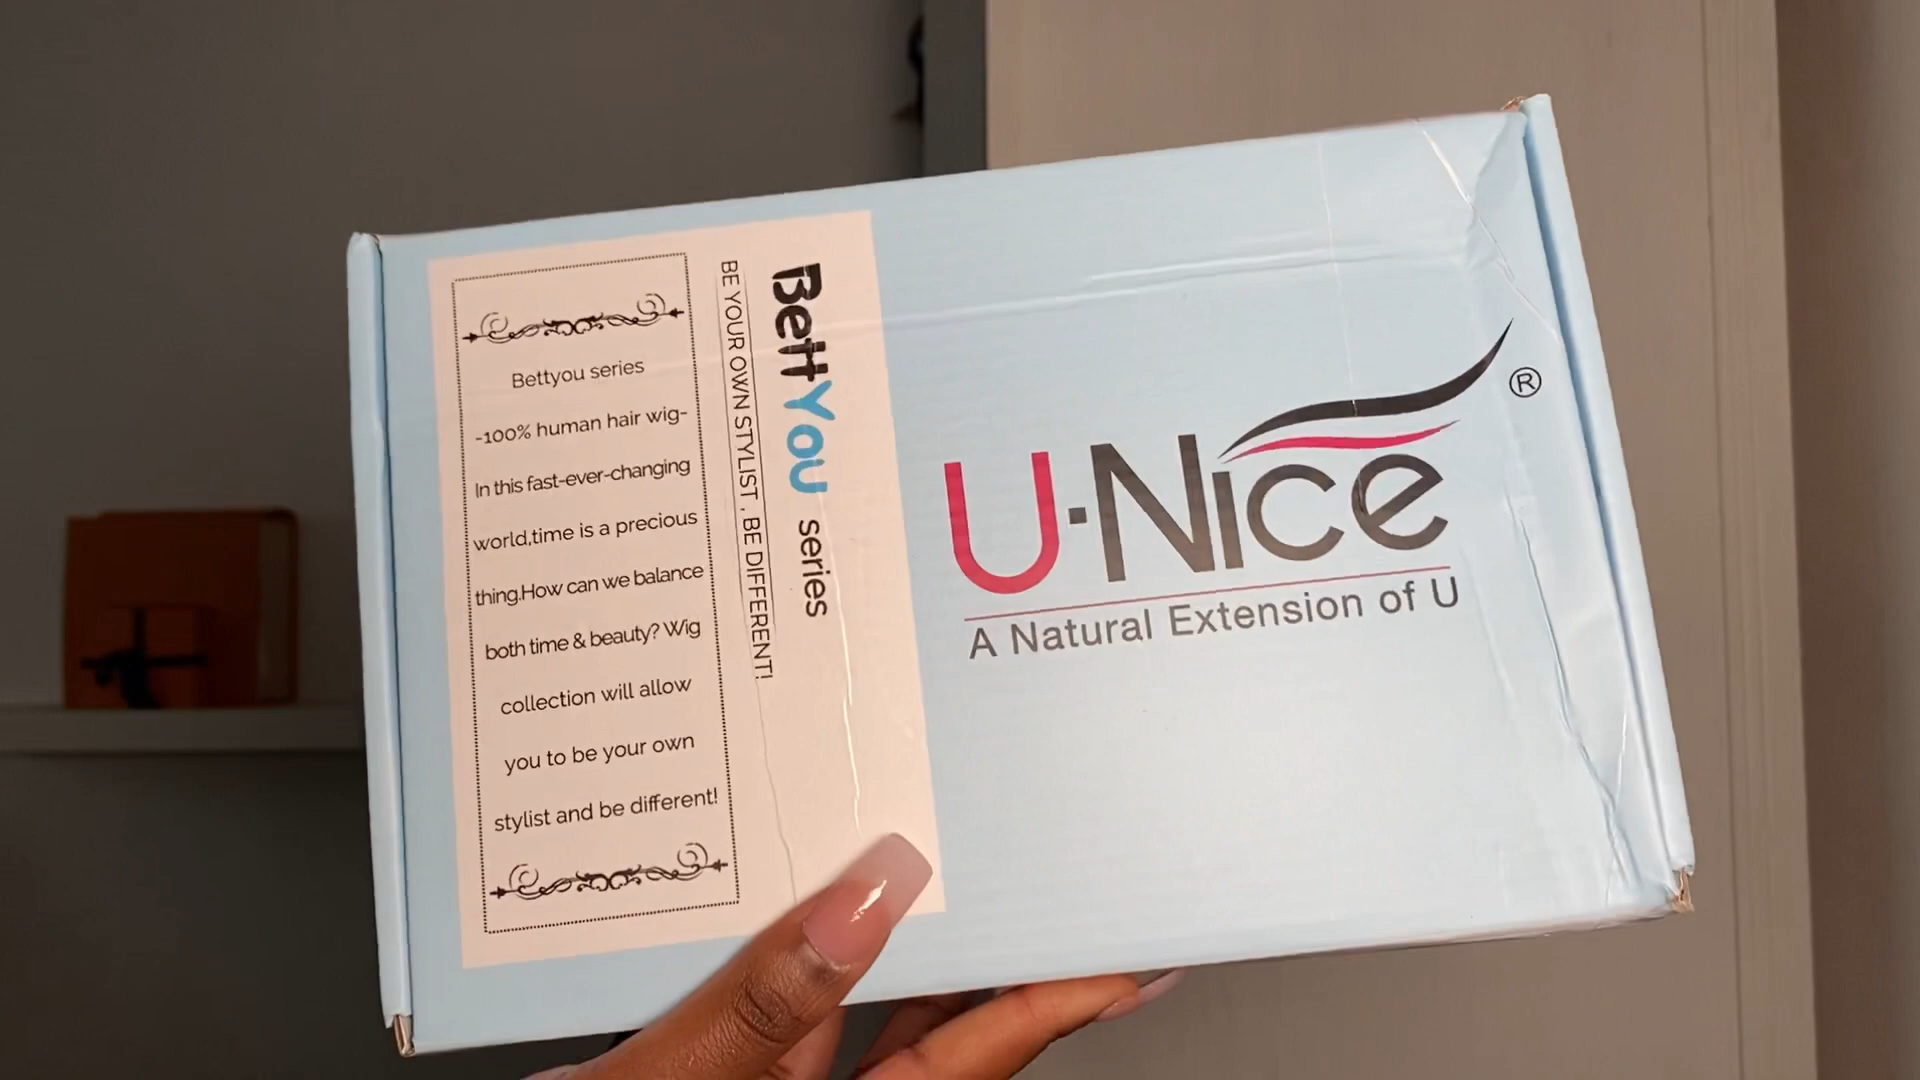 Bettyou series
-100% human hair wig-
In this fast-ever-changing
world,time is a precious
thing.How can we balance
both time & beauty? Wig
collection will allow
you to be your own
stylist and be different!
BettYou series
BE YOUR OWN STYLIST , BE DIFFERENT!
U·Nice ®
A Natural Extension of U